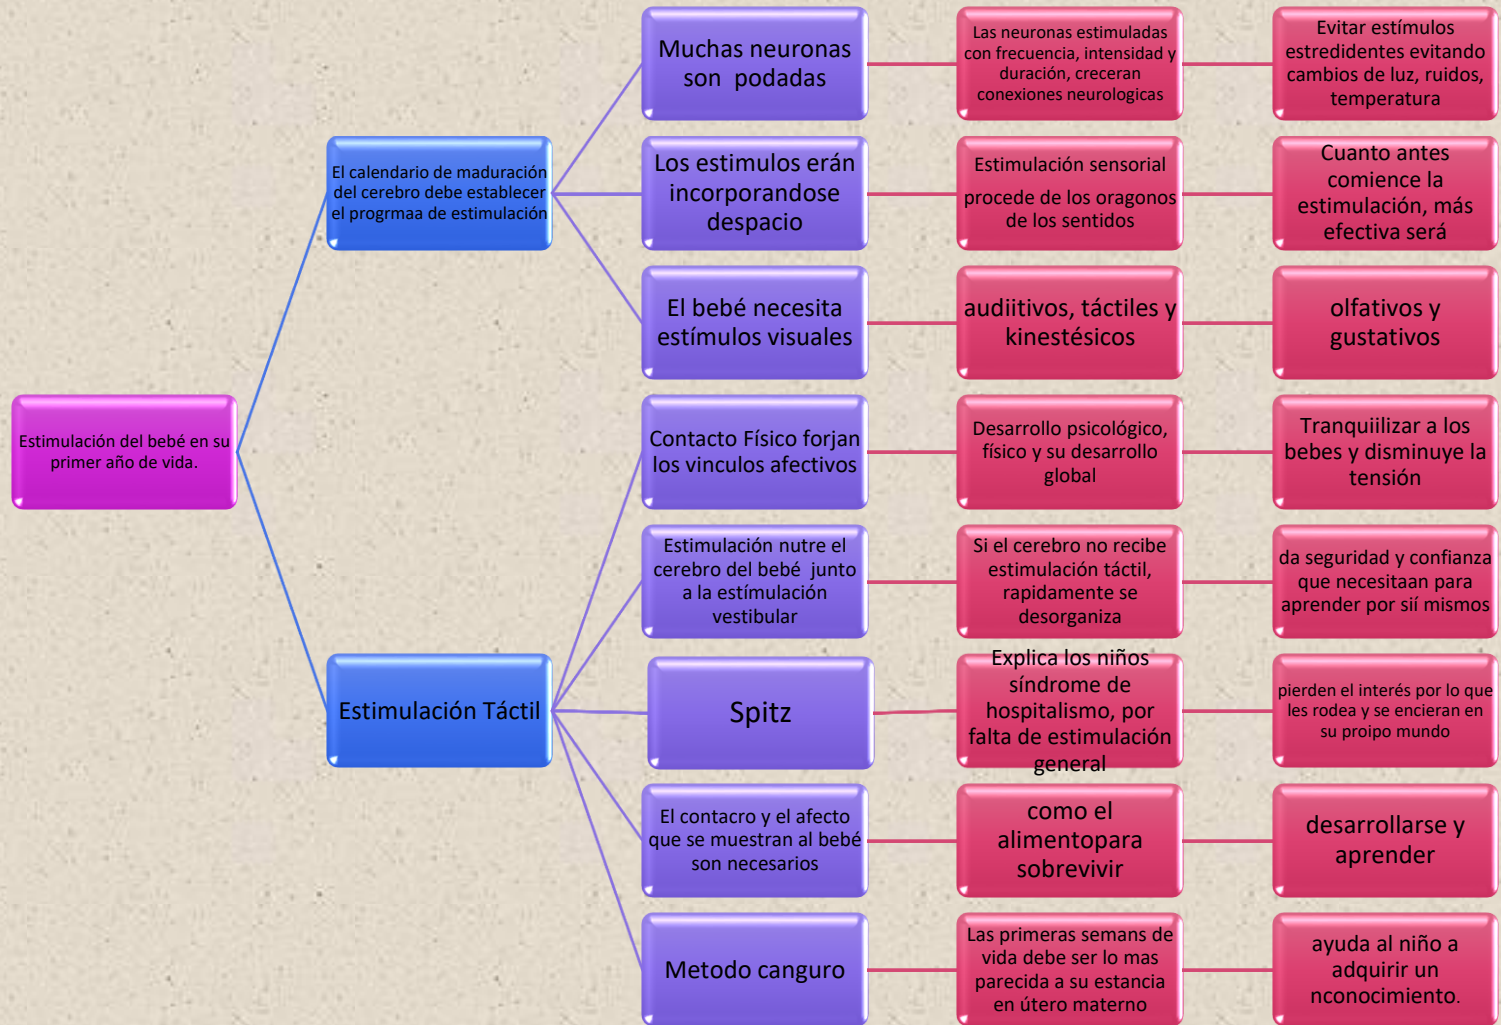 Muchas neuronas
son podadas
Las neuronas estimuladas
con frecuencia, intensidad y
duración, creceran
conexiones neurologicas
Evitar estímulos
estredidentes evitando
cambios de luz, ruidos,
temperatura
El calendario de maduración
del cerebro debe establecer
el progrmaa de estimulación
Los estimulos erán
incorporandose
despacio
Estimulación sensorial
procede de los oragonos
de los sentidos
Cuanto antes
comience la
estimulación, más
efectiva será
El bebé necesita
estímulos visuales
audiitivos, táctiles y
kinestésicos
olfativos y
gustativos
Estimulación del bebé en su
primer año de vida.
Contacto Físico forjan
los vinculos afectivos
Desarrollo psicológico,
físico y su desarrollo
global
Tranquiilizar a los
bebes y disminuye la
tensión
Estimulación nutre el
cerebro del bebé junto
a la estímulación
vestibular
Si el cerebro no recibe
estimulación táctil,
rapidamente se
desorganiza
da seguridad y confianza
que necesitaan para
aprender por sií mismos
Estimulación Táctil
Spitz
Explica los niños
síndrome de
hospitalismo, por
falta de estimulación
general
pierden el interés por lo que
les rodea y se encieran en
su proipo mundo
El contacro y el afecto
que se muestran al bebé
son necesarios
como el
alimentopara
sobrevivir
desarrollarse y
aprender
Metodo canguro
Las primeras semans de
vida debe ser lo mas
parecida a su estancia
en útero materno
ayuda al niño a
adquirir un
nconocimiento.